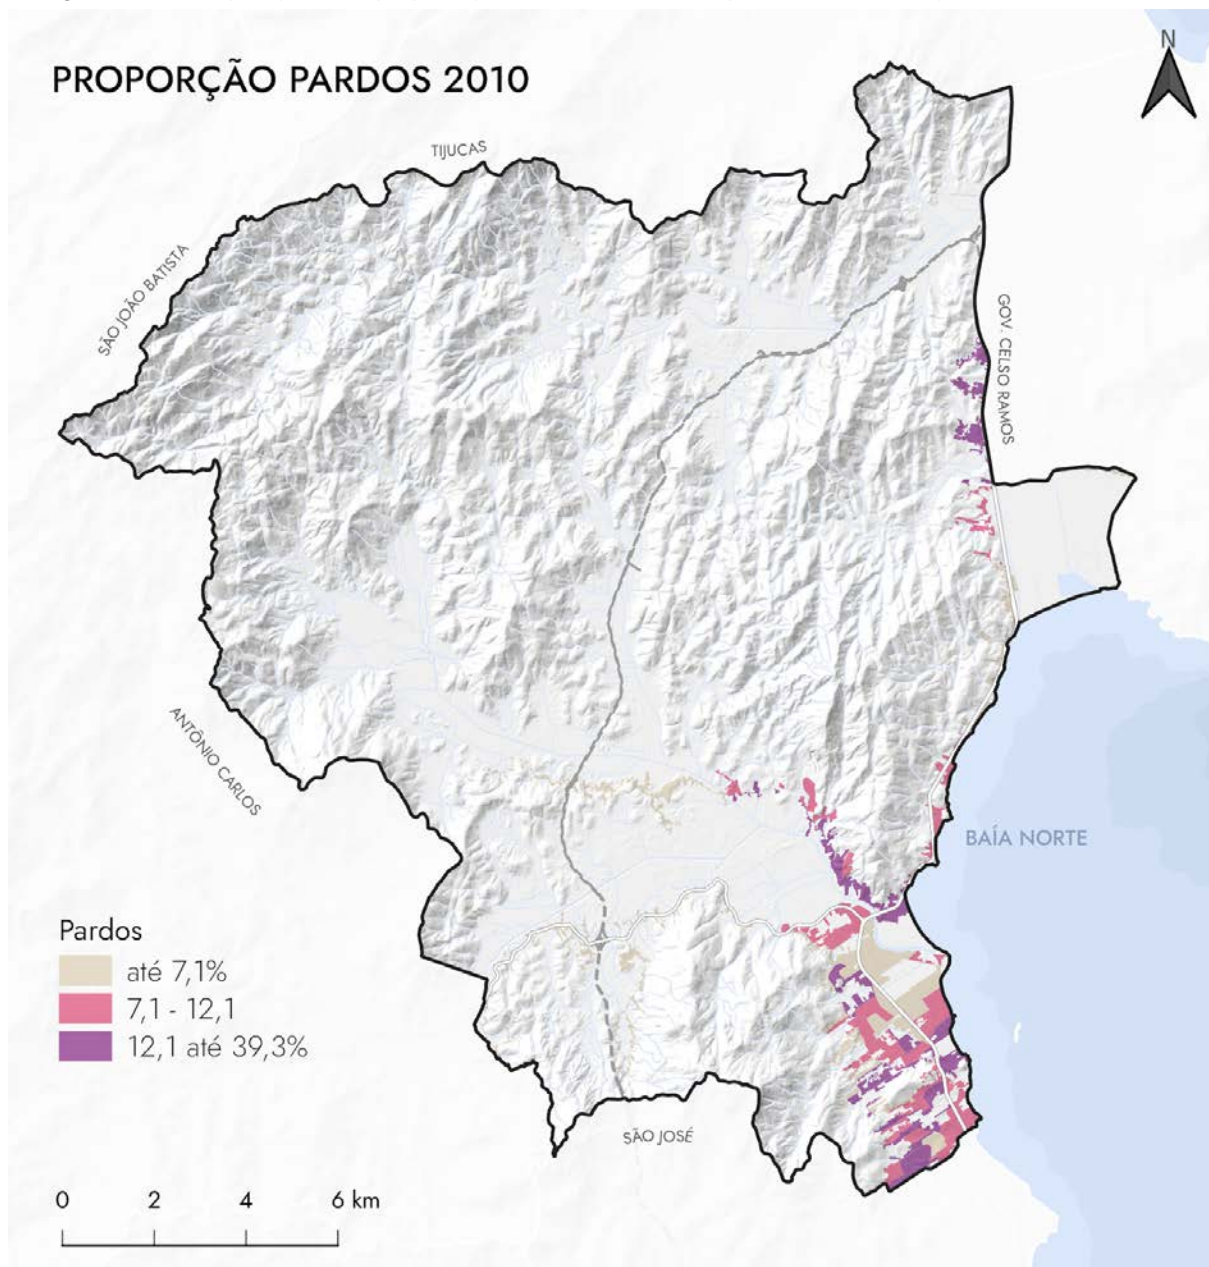 PROPORÇÃO PARDOS 2010
N
TIJUCAS
SÃO JOÃO BATISTA
GOV. CELSO RAMOS
ANTÔNIO CARLOS
BAÍA NORTE
Pardos
até 7,1%
7,1 - 12,1
12,1 até 39,3%
SÃO JOSÉ
0 2 4 6 km